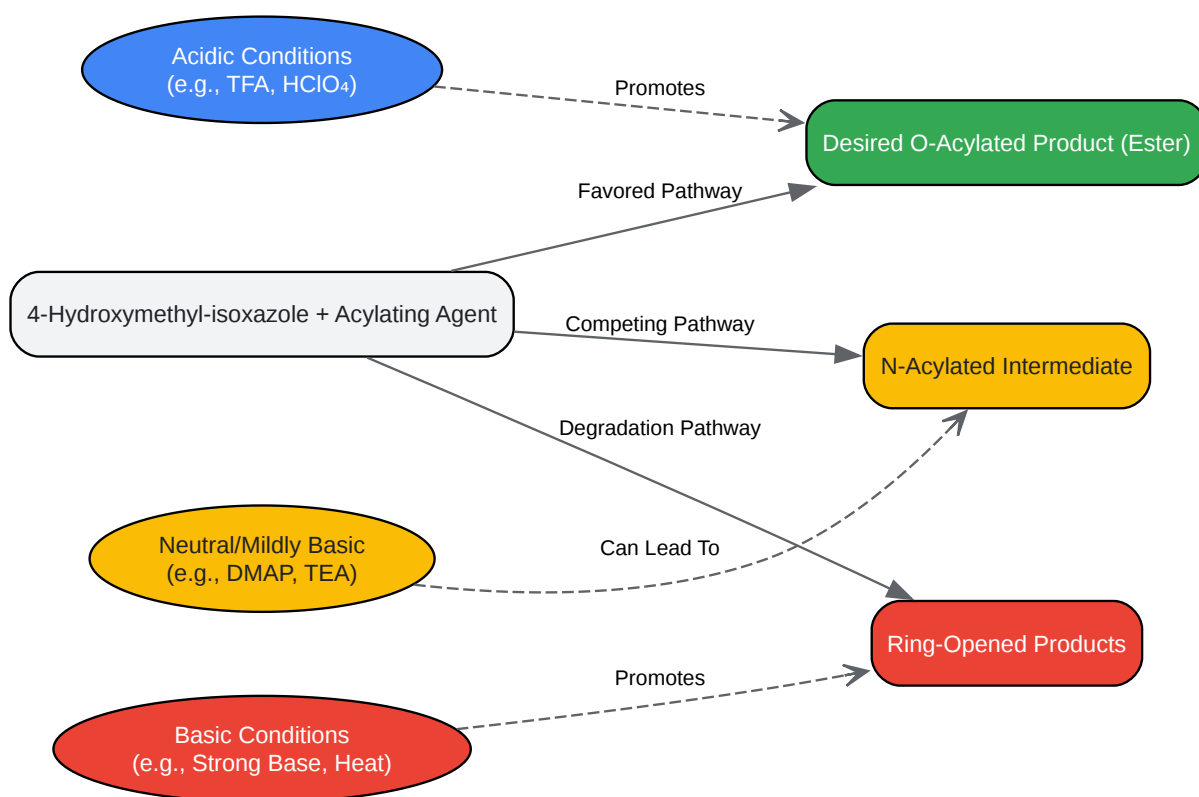 Acidic Conditions
(e.g., TFA, HClO₄)
Promotes
Desired O-Acylated Product (Ester)
Favored Pathway
4-Hydroxymethyl-isoxazole + Acylating Agent
Competing Pathway
N-Acylated Intermediate
Degradation Pathway
Neutral/Mildly Basic
(e.g., DMAP, TEA)
Can Lead To
Ring-Opened Products
Promotes
Basic Conditions
(e.g., Strong Base, Heat)